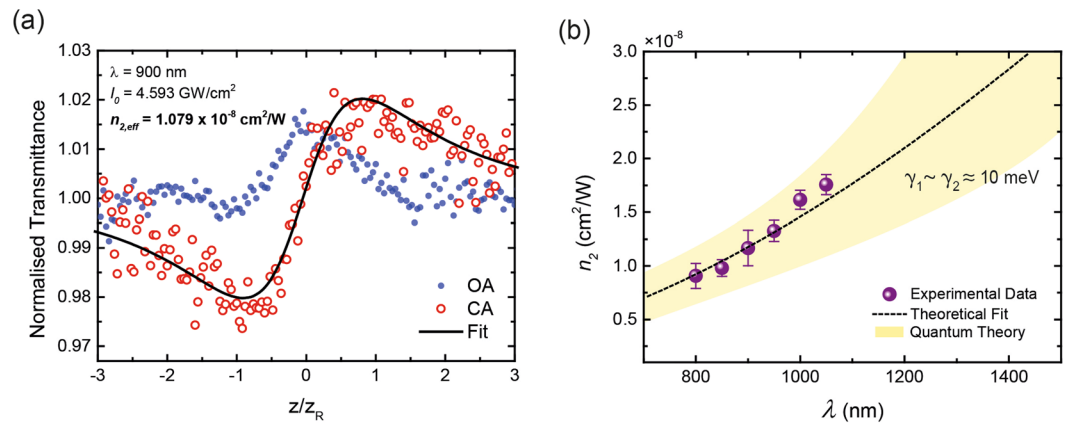 (a)
1.03
1.02
1.01
1.00
0.99
0.98
0.97
Normalised Transmittance
λ = 900 nm
I₀ = 4.593 GW/cm²
n₂,eff = 1.079 x 10⁻⁸ cm²/W
OA
CA
Fit
-3 -2 -1 0 1 2 3
z/z_R
(b)
×10⁻⁸
3.0
2.5
2.0
1.5
1.0
0.5
n₂ (cm²/W)
γ₁~ γ₂ ≈ 10 meV
Experimental Data
Theoretical Fit
Quantum Theory
800 1000 1200 1400
λ (nm)